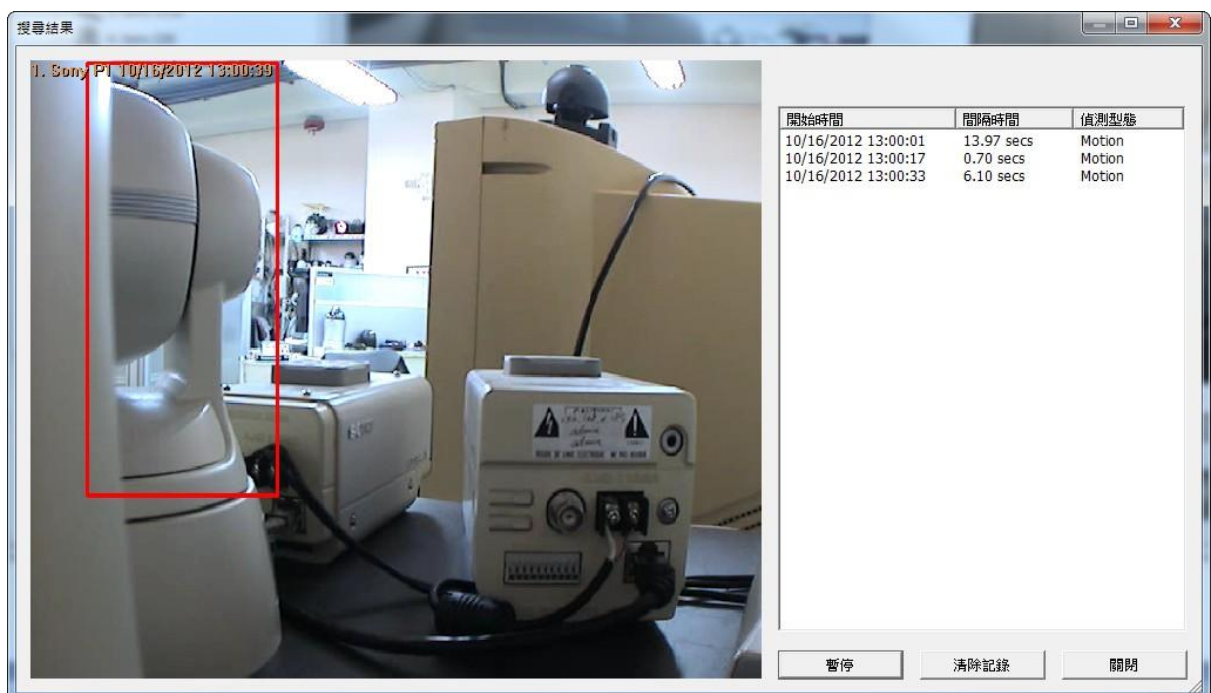 搜尋結果
1. Sony PT 10/16/2012 13:00:39
開始時間 間隔時間 偵測型態
10/16/2012 13:00:01 13.97 secs Motion
10/16/2012 13:00:17 0.70 secs Motion
10/16/2012 13:00:33 6.10 secs Motion
admin
admin
暫停 清除記錄 關閉